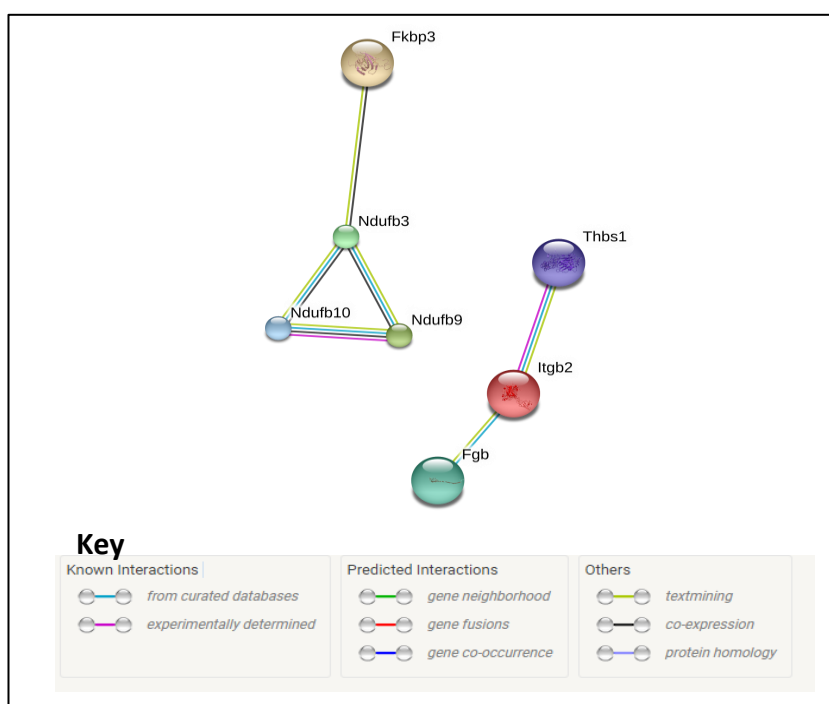 Fkbp3
Ndufb3
Thbs1
Ndufb10
Ndufb9
Itgb2
Fgb
Key
Known Interactions
from curated databases
experimentally determined
Predicted Interactions
gene neighborhood
gene fusions
gene co-occurrence
Others
textmining
co-expression
protein homology